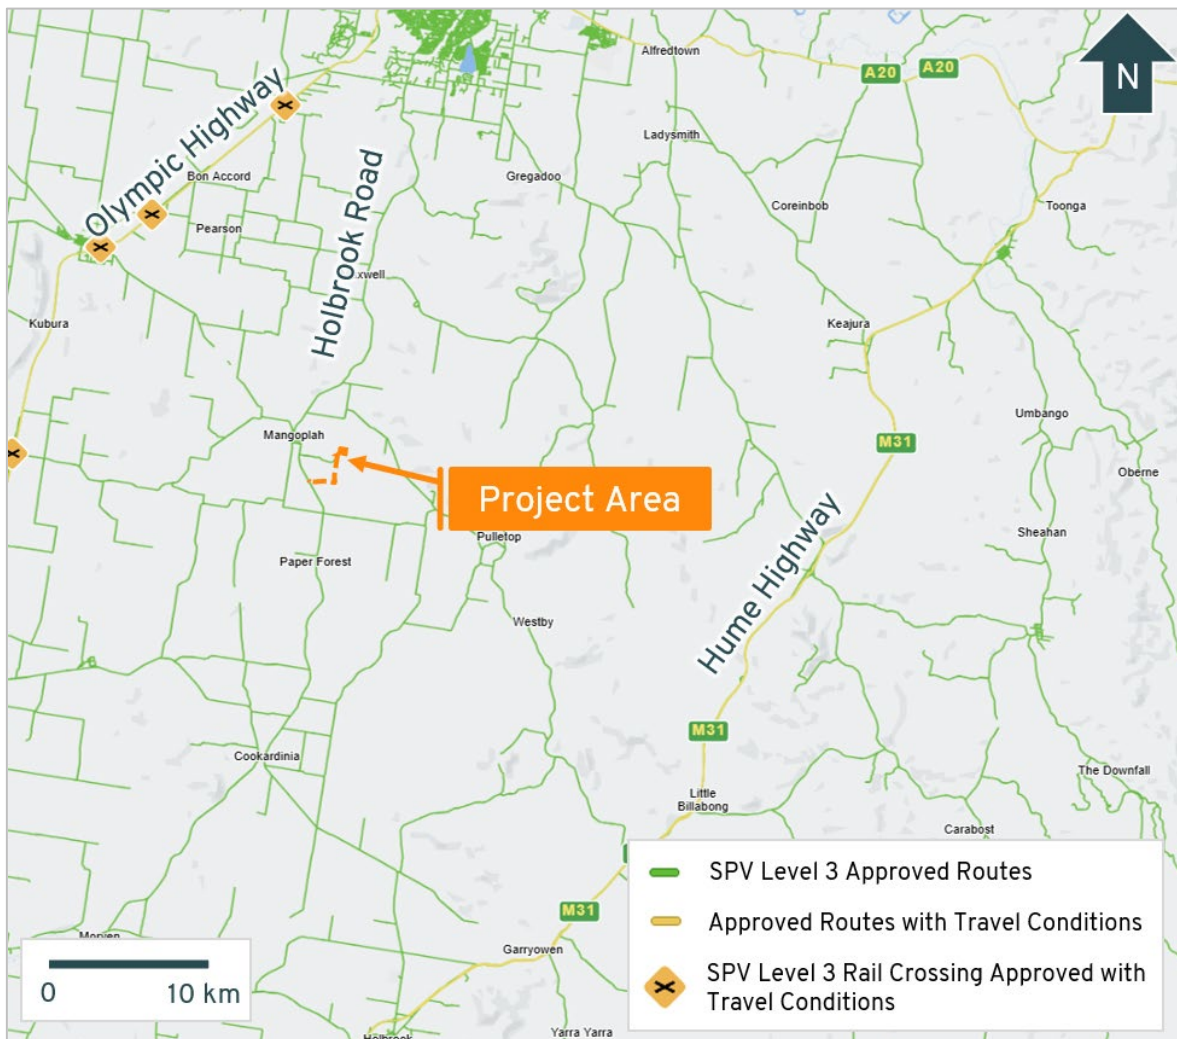 Alfredtown
A20
A20
N
Ladysmith
Olympic Highway
Bon Accord
Gregadoo
Holbrook Road
Coreinbob
Toonga
Pearson
xwell
Kubura
Keajura
Umbango
Mangoplah
M31
Oberne
Project Area
Sheahan
Pulletop
Paper Forest
Hume Highway
Westby
M31
Cookardinia
The Downfall
Little
Billabong
Carabost
SPV Level 3 Approved Routes
M31
Approved Routes with Travel Conditions
Morven
Garryowen
SPV Level 3 Rail Crossing Approved with
Travel Conditions
0 10 km
Holbrook
Yarra Yarra